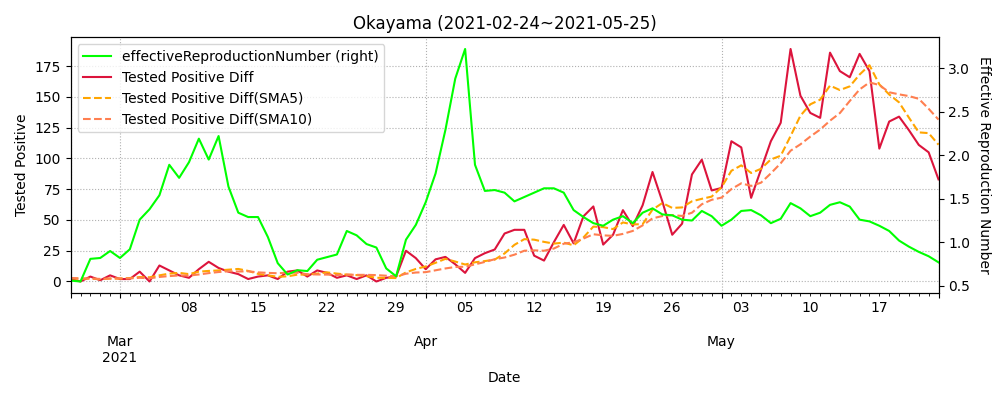 Okayama (2021-02-24~2021-05-25)
effectiveReproductionNumber (right)
Tested Positive Diff
Tested Positive Diff(SMA5)
Tested Positive Diff(SMA10)
Tested Positive
175
150
125
100
75
50
25
0
Effective Reproduction Number
3.0
2.5
2.0
1.5
1.0
0.5
08 15 22 29 05 12 19 26 03 10 17
Mar Apr May
2021
Date